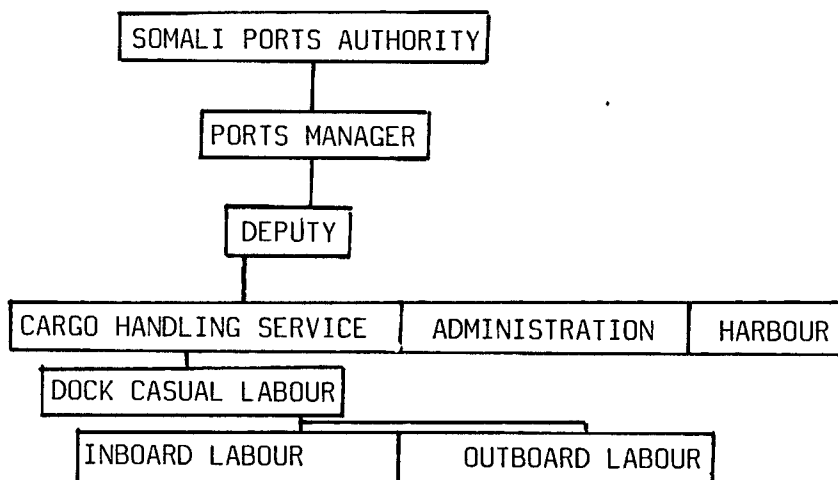 SOMALI PORTS AUTHORITY
PORTS MANAGER
DEPUTY
CARGO HANDLING SERVICE ADMINISTRATION HARBOUR
DOCK CASUAL LABOUR
INBOARD LABOUR OUTBOARD LABOUR